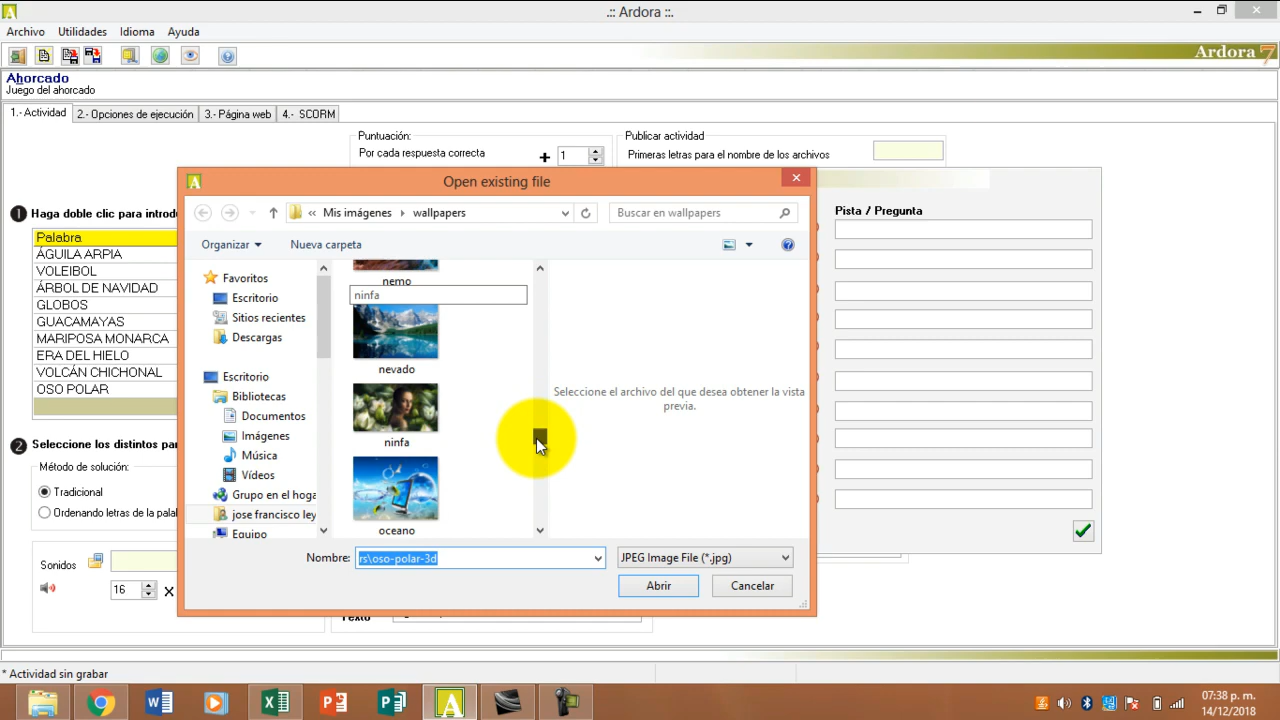 .:: Ardora ::.
Archivo Utilidades Idioma Ayuda
Ardora 7
Ahorcado
Juego del ahorcado
1.- Actividad 2.- Opciones de ejecución 3.- Página web 4.- SCORM
Puntuación:
Por cada respuesta correcta + 1
Publicar actividad
Primeras letras para el nombre de los archivos
1 Haga doble clic para introdu
Palabra
ÁGUILA ARPIA
VOLEIBOL
ÁRBOL DE NAVIDAD
GLOBOS
GUACAMAYAS
MARIPOSA MONARCA
ERA DEL HIELO
VOLCÁN CHICHONAL
OSO POLAR
2 Seleccione los distintos par
Método de solución:
Tradicional
Ordenando letras de la palal
Sonidos
16 X
Texto
Pista / Pregunta
Open existing file
« Mis imágenes wallpapers
Buscar en wallpapers
Organizar Nueva carpeta
Favoritos
Escritorio
Sitios recientes
Descargas
Escritorio
Bibliotecas
Documentos
Imágenes
Música
Vídeos
Grupo en el hoga
jose francisco ley
Equipo
nemo
ninfa
nevado
ninfa
oceano
Seleccione el archivo del que desea obtener la vista
previa.
Nombre: rs\oso-polar-3d JPEG Image File (*.jpg)
Abrir Cancelar
* Actividad sin grabar
07:38 p. m.
14/12/2018